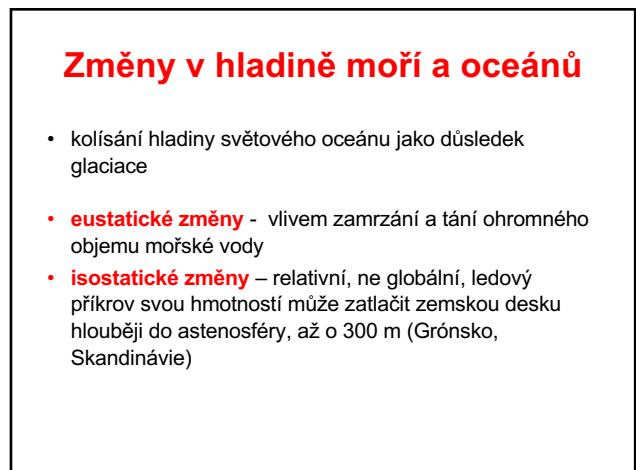 Změny v hladině moří a oceánů
• kolísání hladiny světového oceánu jako důsledek
glaciace
• eustatické změny - vlivem zamrzání a tání ohromného
objemu mořské vody
• isostatické změny – relativní, ne globální, ledový
příkrov svou hmotností může zatlačit zemskou desku
hlouběji do astenosféry, až o 300 m (Grónsko,
Skandinávie)